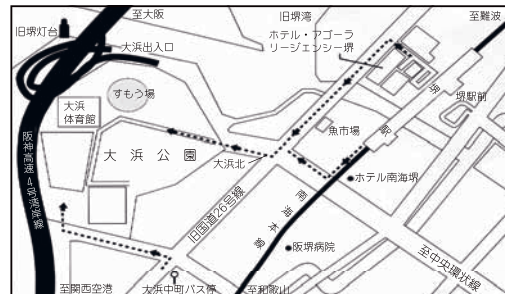 至大阪
旧堺湾
至難波
旧堺灯台
大浜出入口
ホテル・アゴーラ
リージェンシー堺
堺
駅
堺駅前
すもう場
大浜
体育館
魚市場
大浜公園
大浜北
ホテル南海堺
阪神高速4号湾岸線
旧国道26号線
南海本線
阪堺病院
至中央環状線
至関西空港
大浜中町バス停
至和歌山